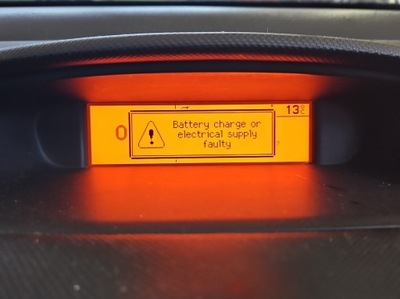 13°C
0
Battery charge or
electrical supply
faulty